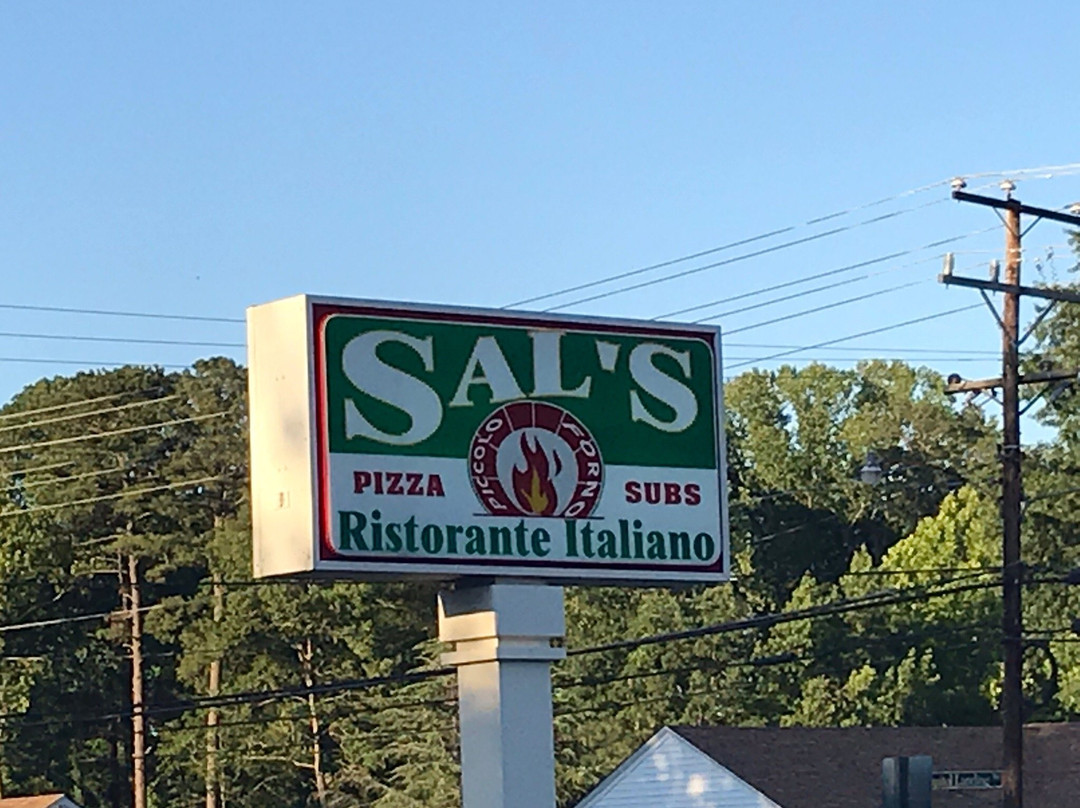 SAL'S
PICCOLO FORNO
PIZZA
SUBS
Ristorante Italiano